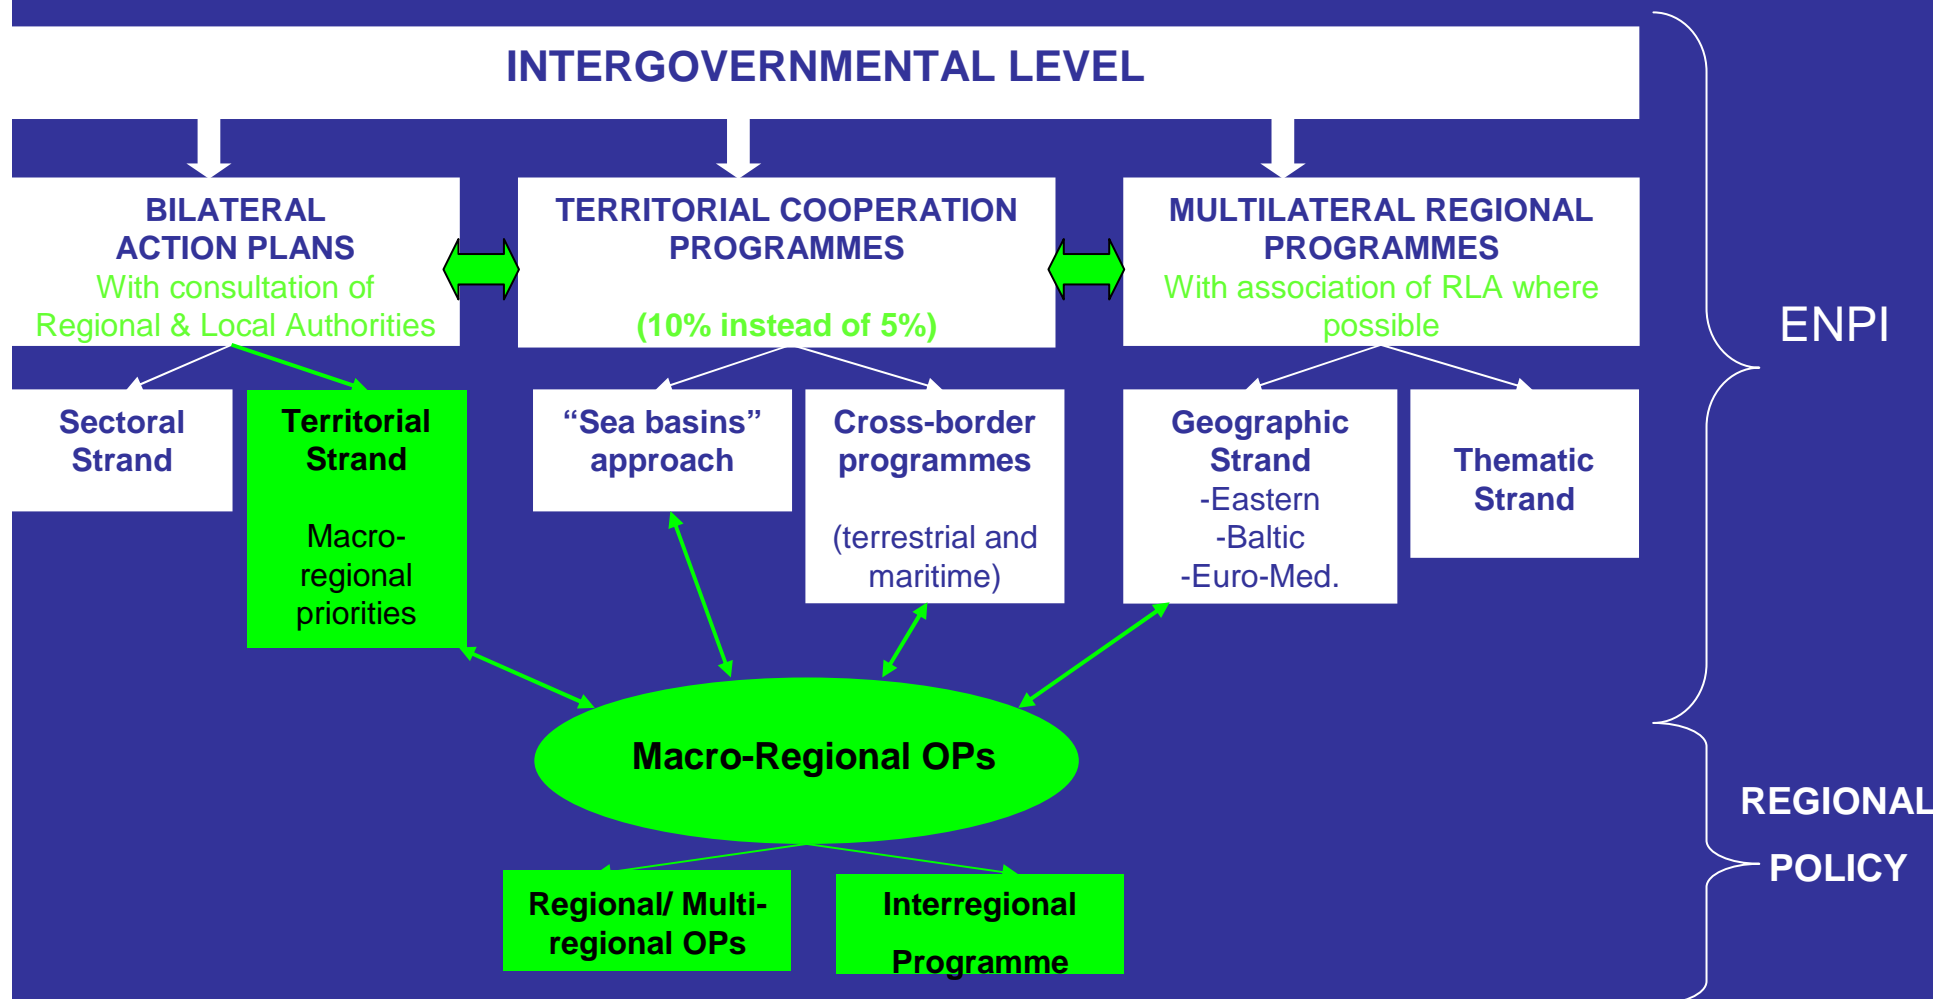 INTERGOVERNMENTAL LEVEL
BILATERAL
ACTION PLANS
With consultation of
Regional & Local Authorities
TERRITORIAL COOPERATION
PROGRAMMES
(10% instead of 5%)
MULTILATERAL REGIONAL
PROGRAMMES
With association of RLA where
possible
ENPI
Sectoral
Strand
Territorial
Strand
Macro-
regional
priorities
“Sea basins”
approach
Cross-border
programmes
(terrestrial and
maritime)
Geographic
Strand
-Eastern
-Baltic
-Euro-Med.
Thematic
Strand
Macro-Regional OPs
REGIONAL
POLICY
Regional/ Multi-
regional OPs
Interregional
Programme